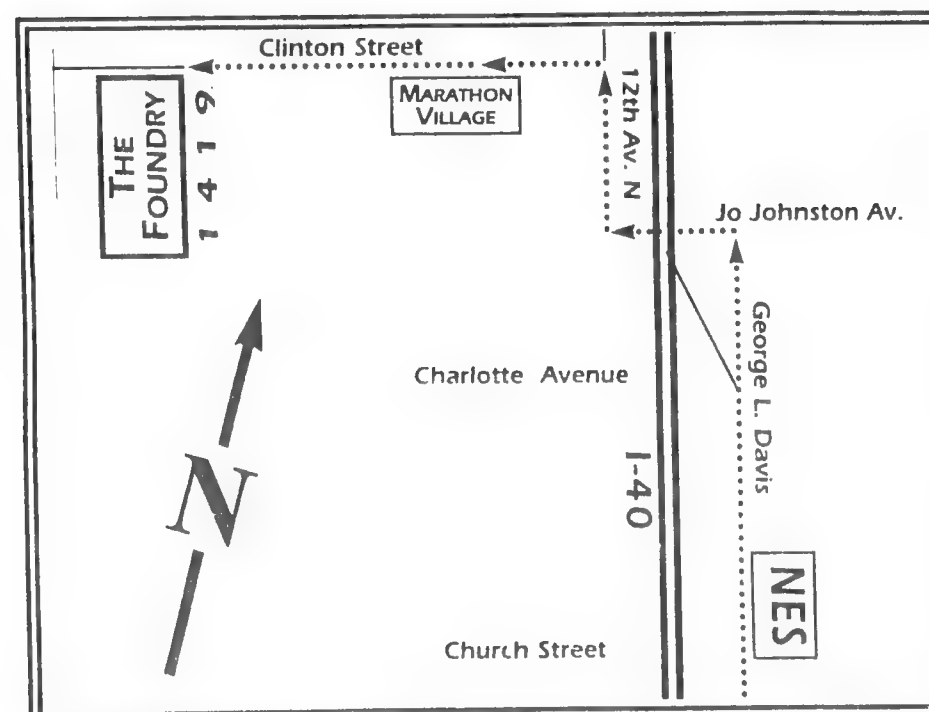 Clinton Street
MARATHON
VILLAGE
THE
FOUNDRY
1419
12th Av. N
Jo Johnston Av.
George L. Davis
Charlotte Avenue
I-40
N
NES
Church Street